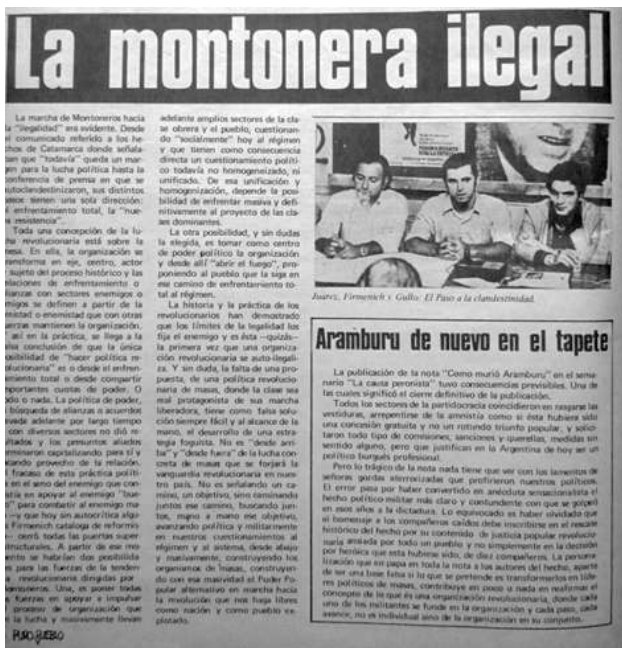 La montonera ilegal
La marcha de Montoneros hacia
la "ilegalidad" era evidente. Desde
el comunicado referido a los he-
chos de Catamarca donde señala-
ban que "todavía" queda un mar-
gen para la lucha política hasta la
conferencia de prensa en que se
autoclandestinizaron, sus distintos
pasos tienen una sola dirección:
el enfrentamiento total, la "nue-
va resistencia".
Toda una concepción de la lu-
cha revolucionaria está sobre la
mesa. En ella, la organización se
transforma en eje, centro, actor
y sujeto del proceso histórico y las
relaciones de enfrentamiento o
alianzas con sectores enemigos o
amigos se definen a partir de la
amistad o enemistad que con otras
fuerzas mantienen la organización.
así en la práctica, se llega a la
conclusión de que la única
posibilidad de "hacer política re-
volucionaria" es o desde el enfren-
tamiento total o desde compartir
importantes cuotas de poder. O
todo o nada. La política de poder,
búsqueda de alianzas o acuerdos
llevada adelante por largo tiempo
con diversos sectores no dió re-
sultados y los presuntos aliados
terminaron capitalizando para sí y
sacando provecho de la relación.
fracaso de esta práctica políti-
ca en el seno del enemigo que con-
sistía en apoyar al enemigo "bue-
no" para combatir al enemigo ma-
lo —y que hoy sin autocrítica algu-
na Firmenich cataloga de reformis-
cerró todas las puertas super-
structurales. A partir de ese mo-
mento se habrían dos posibilida
es para las fuerzas de la tenden-
revolucionaria dirigidas por
Montoneros. Una, es poner todas
fuerzas en apoyar e impulsar
proceso de organización que
la lucha y masivamente llevan
adelante amplios sectores de la cla-
se obrera y el pueblo, cuestionan-
do "socialmente" hoy al régimen
y que tienen como consecuencia
directa un cuestionamiento políti-
co todavía no homogeneizado, ni
unificado. De esa unificación y
homogenización, depende la posi-
bilidad de enfrentar masiva y defi-
nitivamente al proyecto de las cla-
ses dominantes.
La otra posibilidad, y sin dudas
la elegida, es tomar como centro
de poder político la organización
y desde allí "abrir el fuego", pro-
poniendo al pueblo que la siga en
ese camino de enfrentamiento to-
tal al régimen.
La historia y la práctica de los
revolucionarios han demostrado
que los límites de la legalidad los
fija el enemigo y es ésta —quizás—
la primera vez que una organiza-
ción revolucionaria se auto-ilegali-
za. Y sin duda, la falta de una pro-
puesta, de una política revolucio-
naria de masas, donde la clase sea
real protagonista de sus marcha
liberadora, tiene como falsa solu-
ción siempre fácil y al alcance de la
mano, el desarrollo de una estra-
tegia foquista. No es "desde arri-
ba" y "desde fuera" de la lucha con-
creta de masas que se forjará la
vanguardia revolucionaria en nues-
tro país. No es señalando un ca-
mino, un objetivo, sino caminando
juntos ese camino, buscando jun-
tos, mano a mano ese objetivo,
avanzando política y militarmente
en nuestros cuestionamientos al
régimen y al sistema, desde abajo
y masivamente, construyendo los
organismos de masas, construyen-
do con esa masividad el Poder Po-
pular alternativo en marcha hacia
la revolución que nos haga libres
como nación y como pueblo ex-
plotado.
Juarez, Firmenich y Gullo: El Paso a la clandestinidad.
Aramburu de nuevo en el tapete
La publicación de la nota "Como murió Aramburu" en el sema-
nario "La causa peronista" tuvo consecuencias previsibles. Una de
las cuales significó el cierre definitivo de la publicación.
Todos los sectores de la partidocracia coincidieron en rasgarse las
vestiduras, arrepentirse de la amnistía como si ésta hubiera sido
una concesión gratuita y no un rotundo triunfo popular, y solici-
taron todo tipo de comisiones, sanciones y querellas, medidas sin
sentido alguno, pero que justifican en la Argentina de hoy ser un
político burgués profesional.
Pero lo trágico de la nota nada tiene que ver con los lamentos de
señoras gordas aterrorizadas que profirieron nuestros políticos.
El error pasa por haber convertido en anécdota sensacionalista el
hecho político militar más claro y contundente con que se golpeó
en esos años a la dictadura. Lo equivocado es haber olvidado que
el homenaje a los compañeros caídos debe inscribirse en el rescate
histórico del hecho por su contenido de justicia popular revolucio-
naria ansiada por todo un pueblo y no simplemente en la decisión
por heróica que esta hubiese sido, de diez compañeros. La persona-
lización que en papa en toda la nota a los autores del hecho, aparte
de ser una base falsa si lo que se pretende es transformarlos en líde-
res políticos de masas, contribuye en poco o nada en reafirmar el
concepto de lo que és una organización revolucionaria, donde cada
uno de los militantes se funde en la organización y cada paso, cada
avance, no es individual sino de la organización en su conjunto.